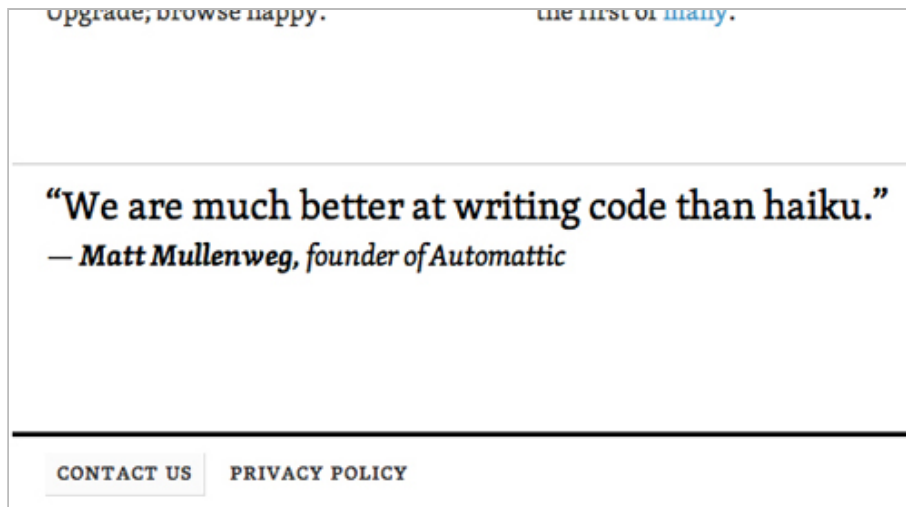 Upgrade; browse happy.
the first of many.
“We are much better at writing code than haiku.”
— Matt Mullenweg, founder of Automattic
CONTACT US
PRIVACY POLICY